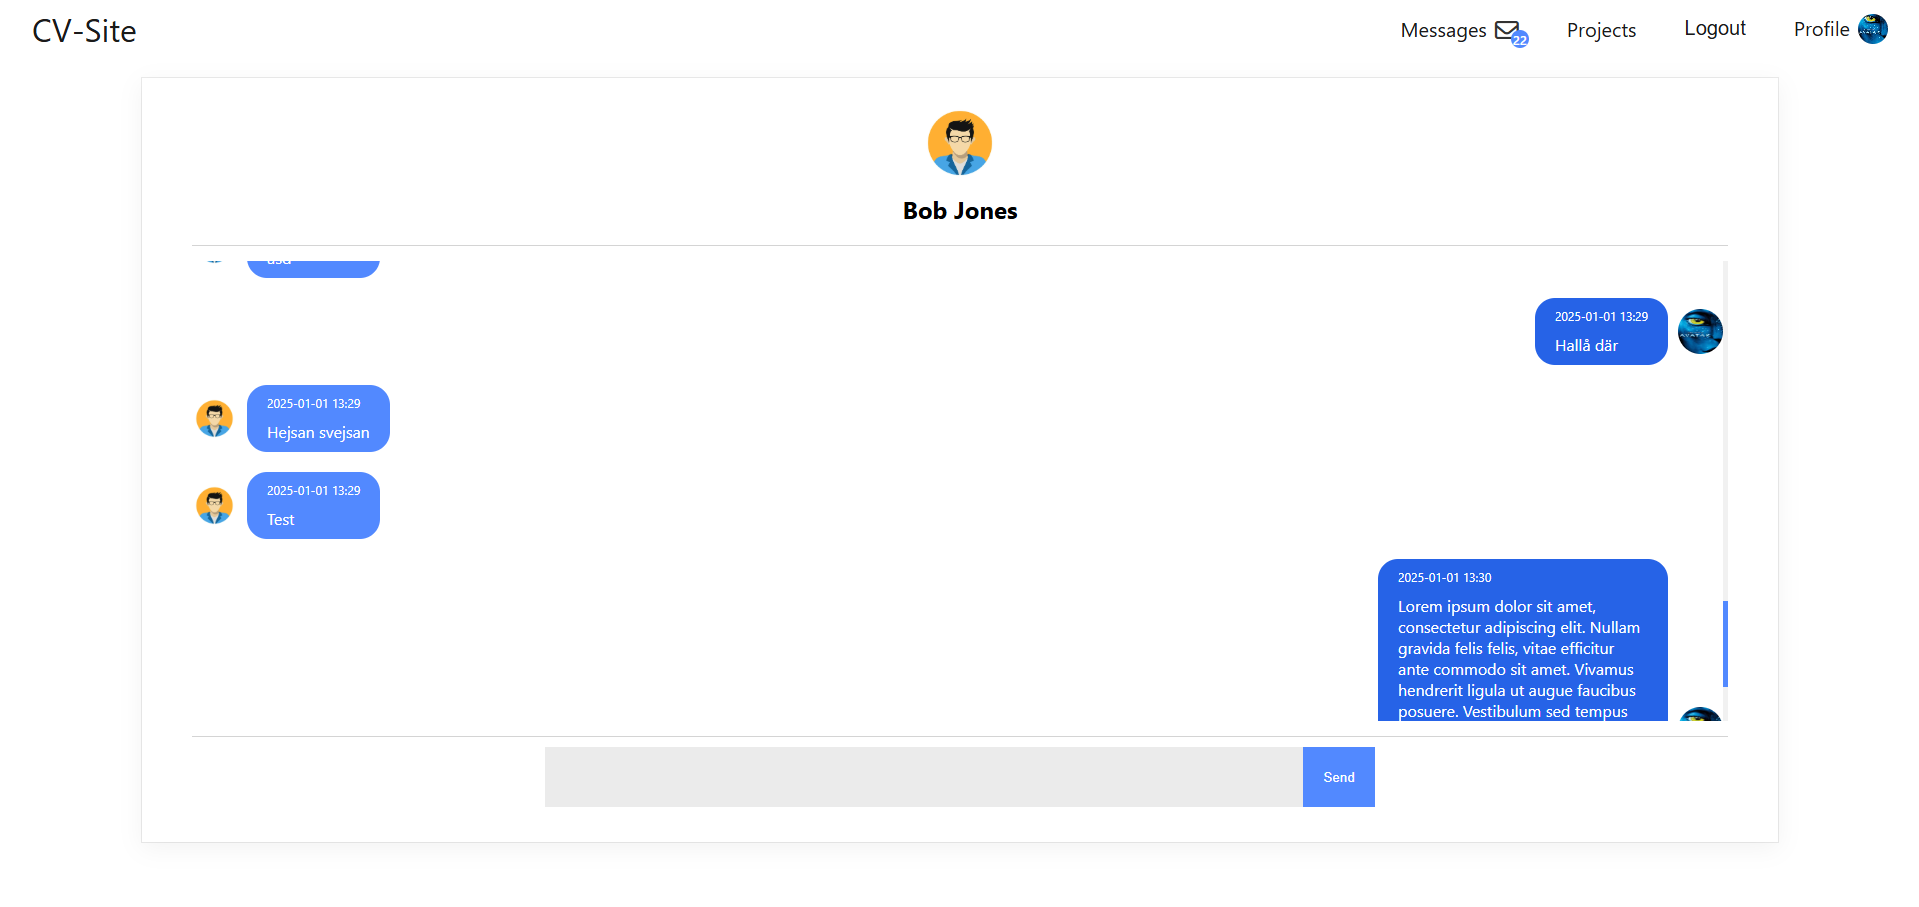 CV-Site
Messages 22
Projects
Logout
Profile
Bob Jones
2025-01-01 13:29
Hallå där
2025-01-01 13:29
Hejsan svejsan
2025-01-01 13:29
Test
2025-01-01 13:30
Lorem ipsum dolor sit amet,
consectetur adipiscing elit. Nullam
gravida felis felis, vitae efficitur
ante commodo sit amet. Vivamus
hendrerit ligula ut augue faucibus
posuere. Vestibulum sed tempus
Send